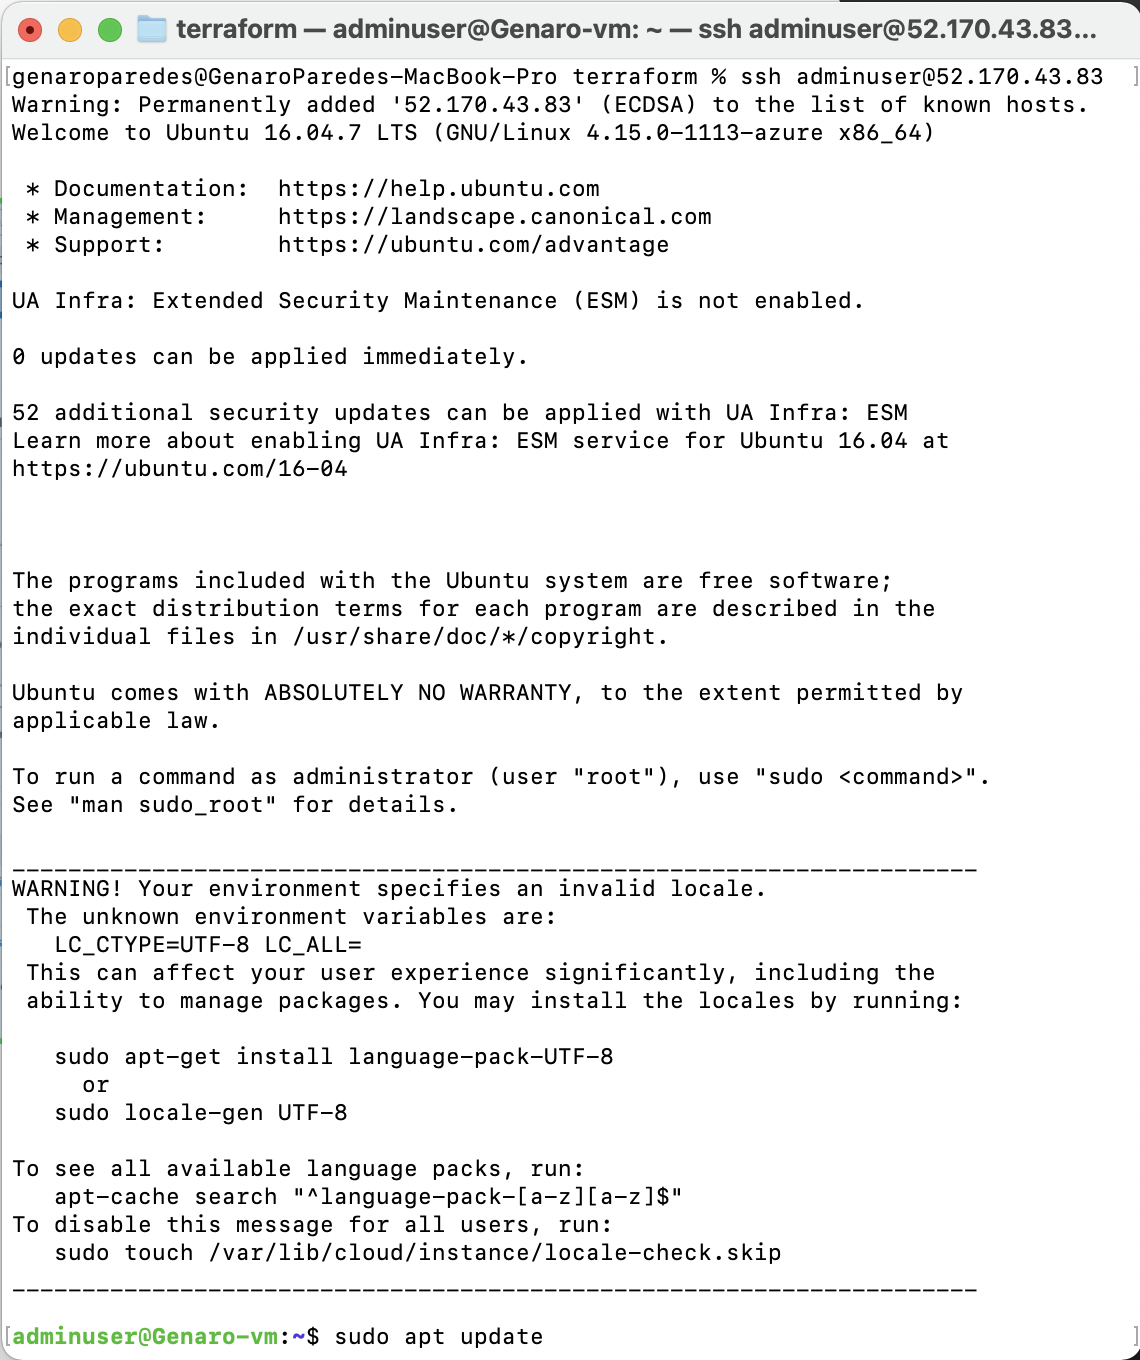 terraform — adminuser@Genaro-vm: ~ — ssh adminuser@52.170.43.83...
[genaroparedes@GenaroParedes-MacBook-Pro terraform % ssh adminuser@52.170.43.83 ]
Warning: Permanently added '52.170.43.83' (ECDSA) to the list of known hosts.
Welcome to Ubuntu 16.04.7 LTS (GNU/Linux 4.15.0-1113-azure x86_64)

 * Documentation:  https://help.ubuntu.com
 * Management:     https://landscape.canonical.com
 * Support:        https://ubuntu.com/advantage

UA Infra: Extended Security Maintenance (ESM) is not enabled.

0 updates can be applied immediately.

52 additional security updates can be applied with UA Infra: ESM
Learn more about enabling UA Infra: ESM service for Ubuntu 16.04 at
https://ubuntu.com/16-04

The programs included with the Ubuntu system are free software;
the exact distribution terms for each program are described in the
individual files in /usr/share/doc/*/copyright.

Ubuntu comes with ABSOLUTELY NO WARRANTY, to the extent permitted by
applicable law.

To run a command as administrator (user "root"), use "sudo <command>".
See "man sudo_root" for details.

_____________________________________________________________________
WARNING! Your environment specifies an invalid locale.
 The unknown environment variables are:
   LC_CTYPE=UTF-8 LC_ALL=
 This can affect your user experience significantly, including the
 ability to manage packages. You may install the locales by running:

   sudo apt-get install language-pack-UTF-8
     or
   sudo locale-gen UTF-8

To see all available language packs, run:
   apt-cache search "^language-pack-[a-z][a-z]$"
To disable this message for all users, run:
   sudo touch /var/lib/cloud/instance/locale-check.skip
_____________________________________________________________________

[adminuser@Genaro-vm:~$ sudo apt update ]